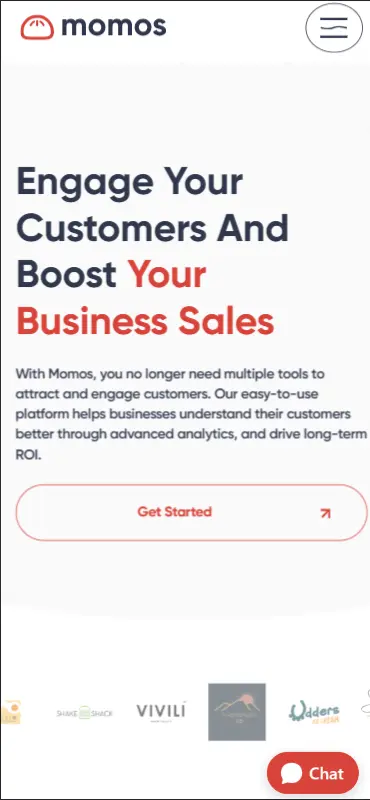 momos
Engage Your
Customers And
Boost Your
Business Sales
With Momos, you no longer need multiple tools to
attract and engage customers. Our easy-to-use
platform helps businesses understand their customers
better through advanced analytics, and drive long-term
ROI.
Get Started
SHAKE SHACK
VIVILÍ
Udders
Chat